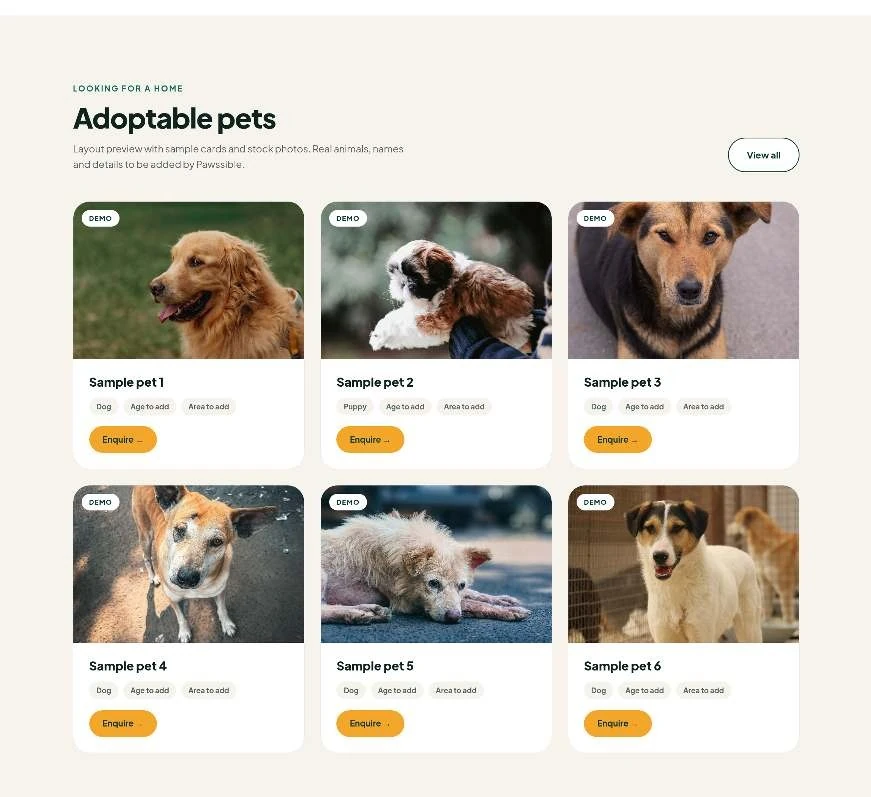 LOOKING FOR A HOME
Adoptable pets
Layout preview with sample cards and stock photos. Real animals, names
and details to be added by Pawssible.
View all
DEMO
DEMO
DEMO
Sample pet 1
Sample pet 2
Sample pet 3
Dog Age to add Area to add
Puppy Age to add Area to add
Dog Age to add Area to add
Enquire →
Enquire →
Enquire →
DEMO
DEMO
DEMO
Sample pet 4
Sample pet 5
Sample pet 6
Dog Age to add Area to add
Dog Age to add Area to add
Dog Age to add Area to add
Enquire →
Enquire →
Enquire →